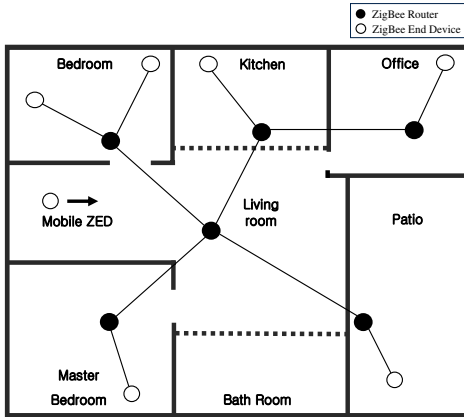 ZigBee Router
ZigBee End Device
Bedroom
Kitchen
Office
Mobile ZED
Living
room
Patio
Master
Bedroom
Bath Room